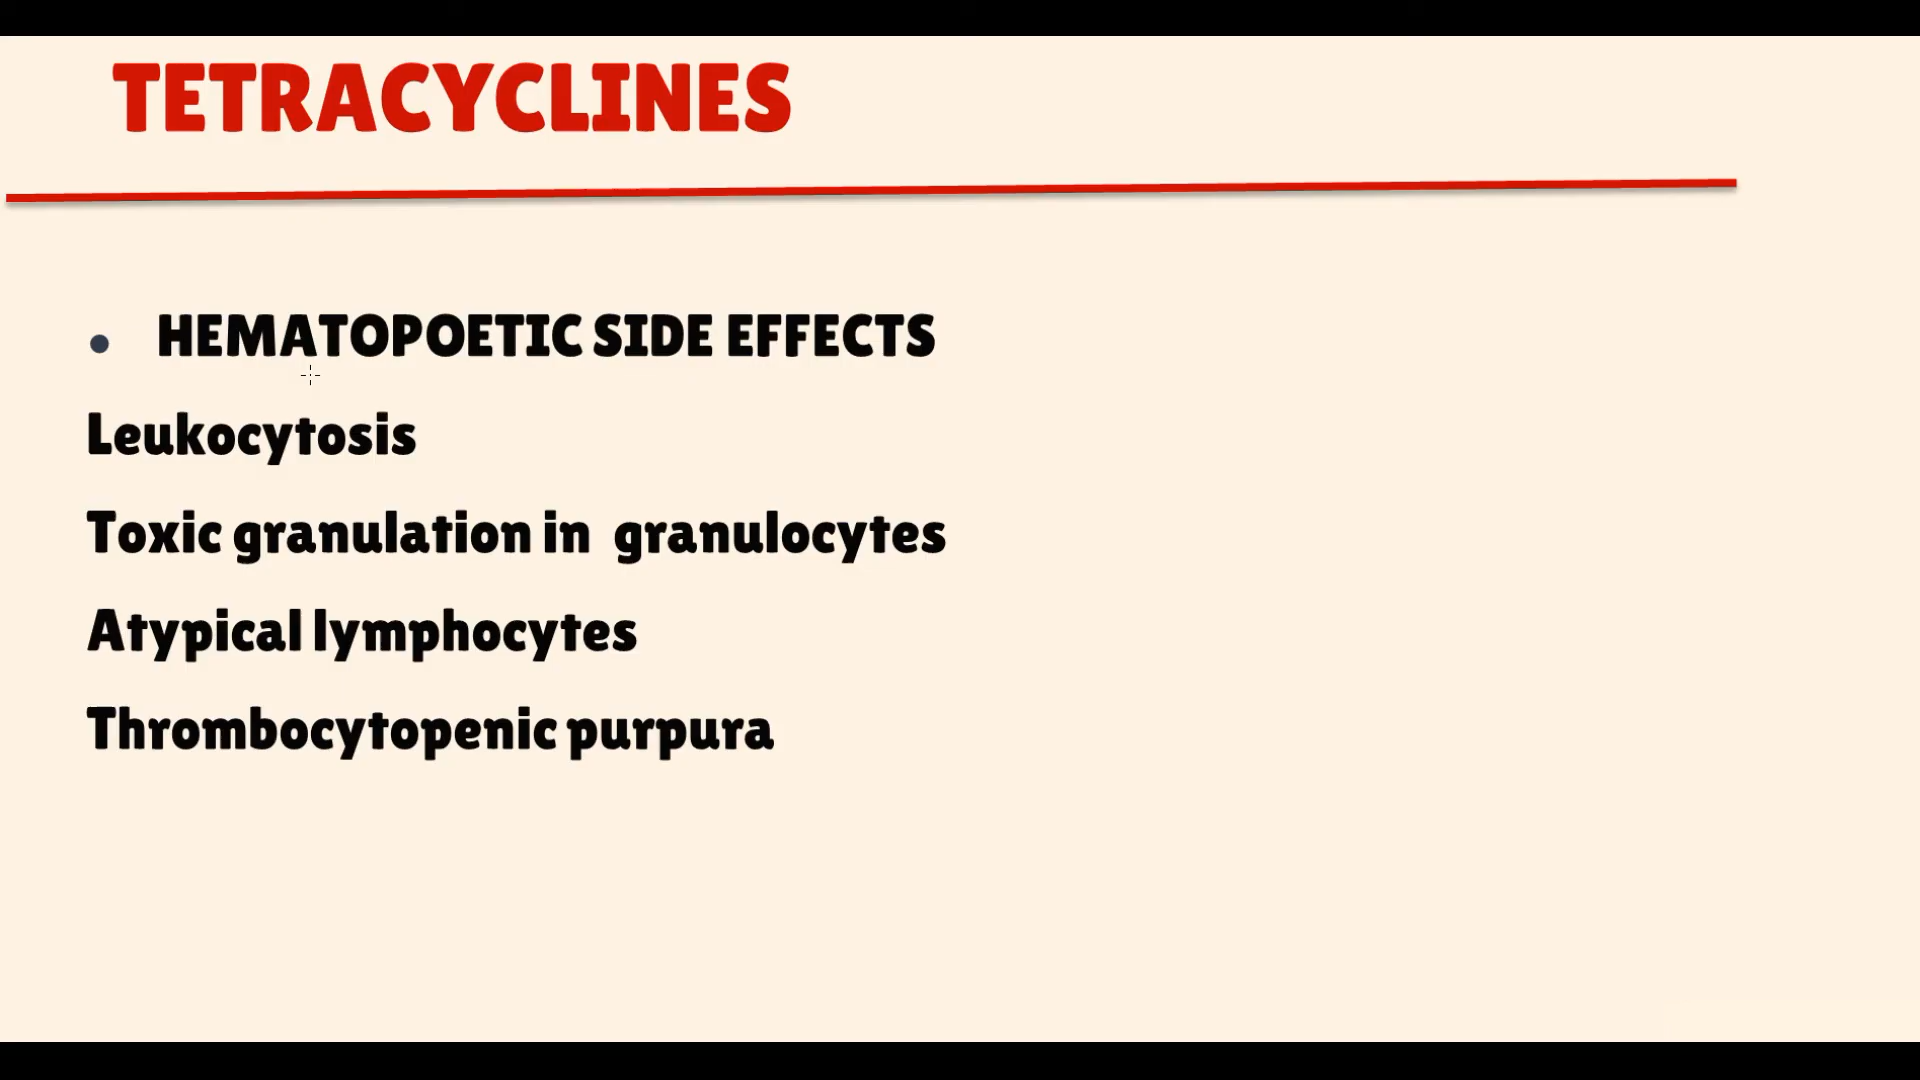 TETRACYCLINES
• HEMATOPOETIC SIDE EFFECTS
Leukocytosis
Toxic granulation in granulocytes
Atypical lymphocytes
Thrombocytopenic purpura